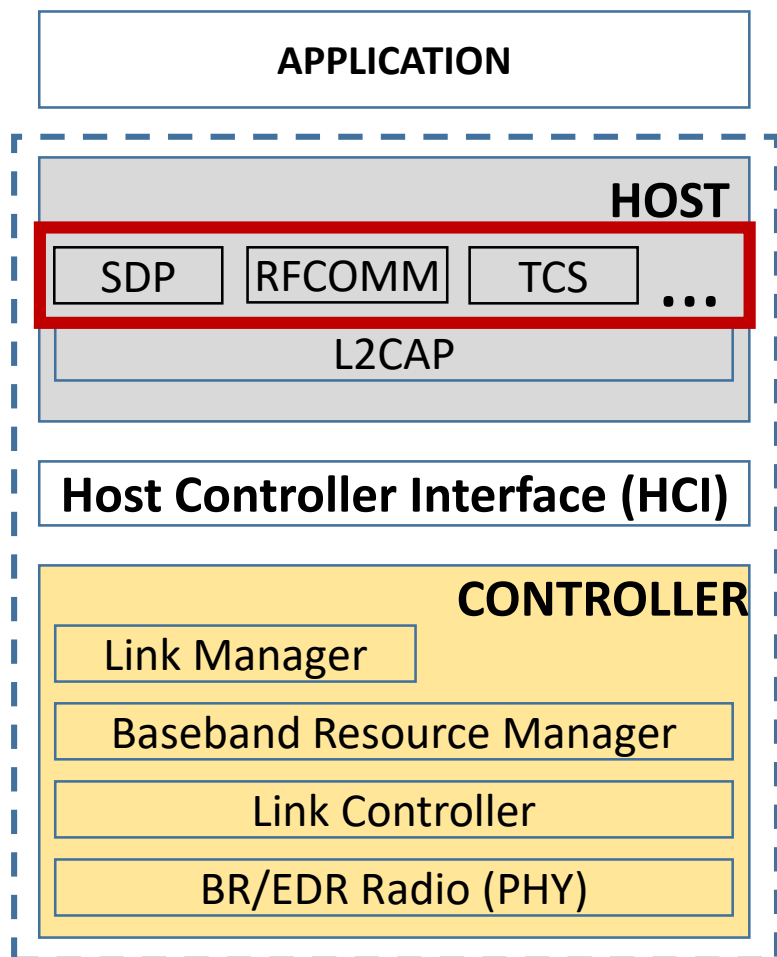 APPLICATION
HOST
SDP RFCOMM TCS ...
L2CAP
Host Controller Interface (HCI)
CONTROLLER
Link Manager
Baseband Resource Manager
Link Controller
BR/EDR Radio (PHY)